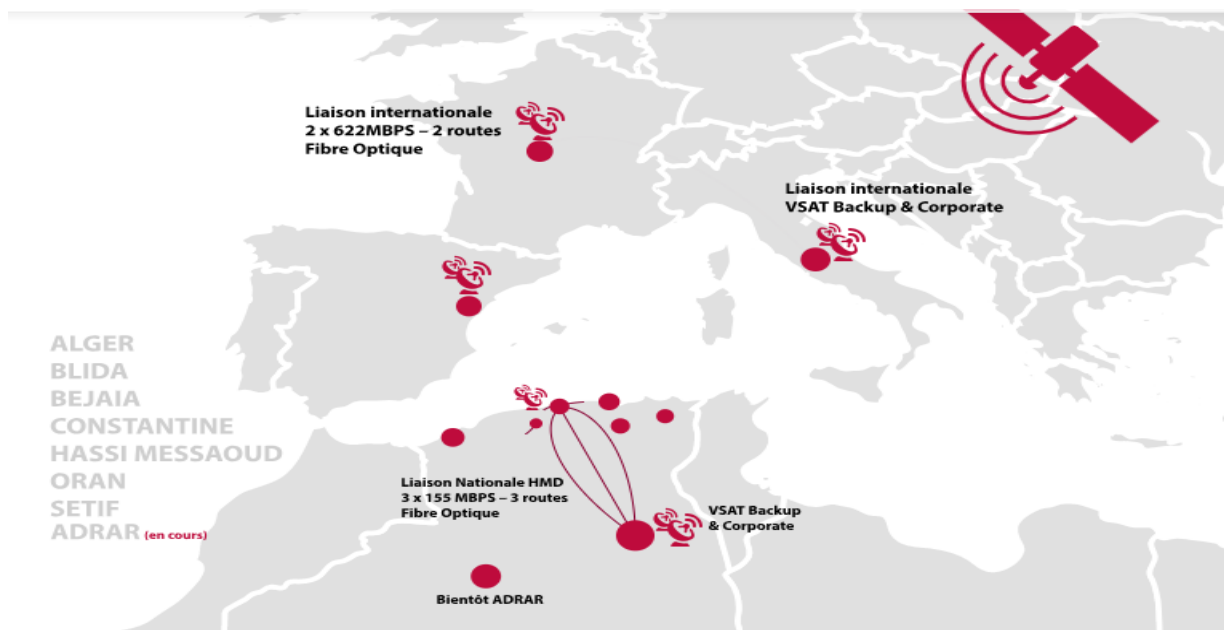 Liaison internationale
2 x 622MBPS – 2 routes
Fibre Optique
Liaison internationale
VSAT Backup & Corporate
ALGER
BLIDA
BEJAIA
CONSTANTINE
HASSI MESSAOUD
ORAN
SETIF
ADRAR (en cours)
Liaison Nationale HMD
3 x 155 MBPS – 3 routes
Fibre Optique
VSAT Backup
& Corporate
Bientôt ADRAR